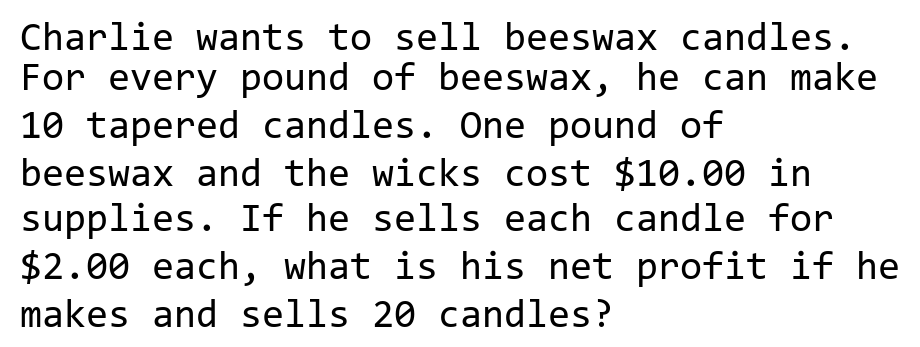 Charlie wants to sell beeswax candles.
For every pound of beeswax, he can make
10 tapered candles. One pound of
beeswax and the wicks cost $10.00 in
supplies. If he sells each candle for
$2.00 each, what is his net profit if he
makes and sells 20 candles?